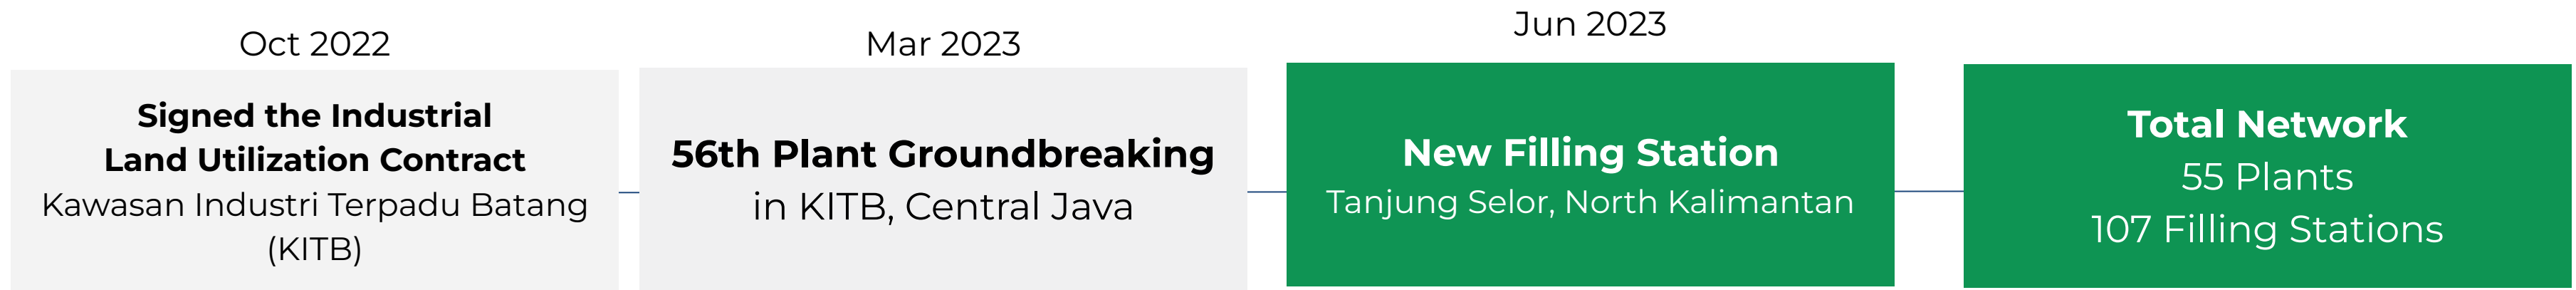 Oct 2022
Signed the Industrial
Land Utilization Contract
Kawasan Industri Terpadu Batang
(KITB)
Mar 2023
56th Plant Groundbreaking
in KITB, Central Java
Jun 2023
New Filling Station
Tanjung Selor, North Kalimantan
Total Network
55 Plants
107 Filling Stations